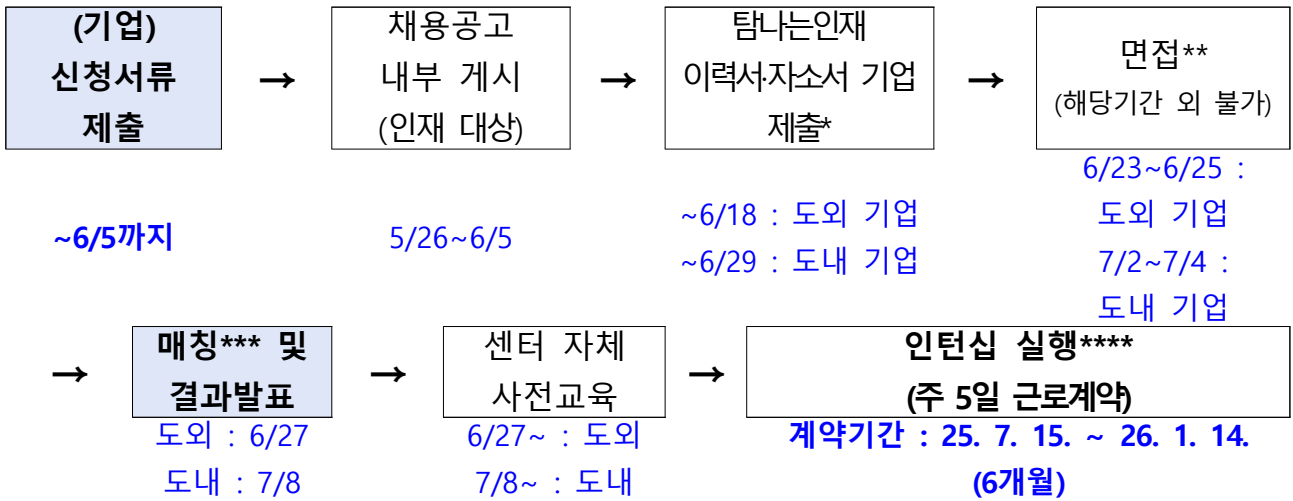 (기업)
신청서류
제출
→
채용공고
내부 게시
(인재 대상)
→
탐나는인재
이력서·자소서 기업
제출*
→
면접**
(해당기간 외 불가)
~6/5까지
5/26~6/5
~6/18 : 도외 기업
~6/29 : 도내 기업
6/23~6/25 :
도외 기업
7/2~7/4 :
도내 기업
→
매칭*** 및
결과발표
→
센터 자체
사전교육
→
인턴십 실행****
(주 5일 근로계약)
도외 : 6/27
도내 : 7/8
6/27~ : 도외
7/8~ : 도내
계약기간 : 25. 7. 15. ~ 26. 1. 14.
(6개월)